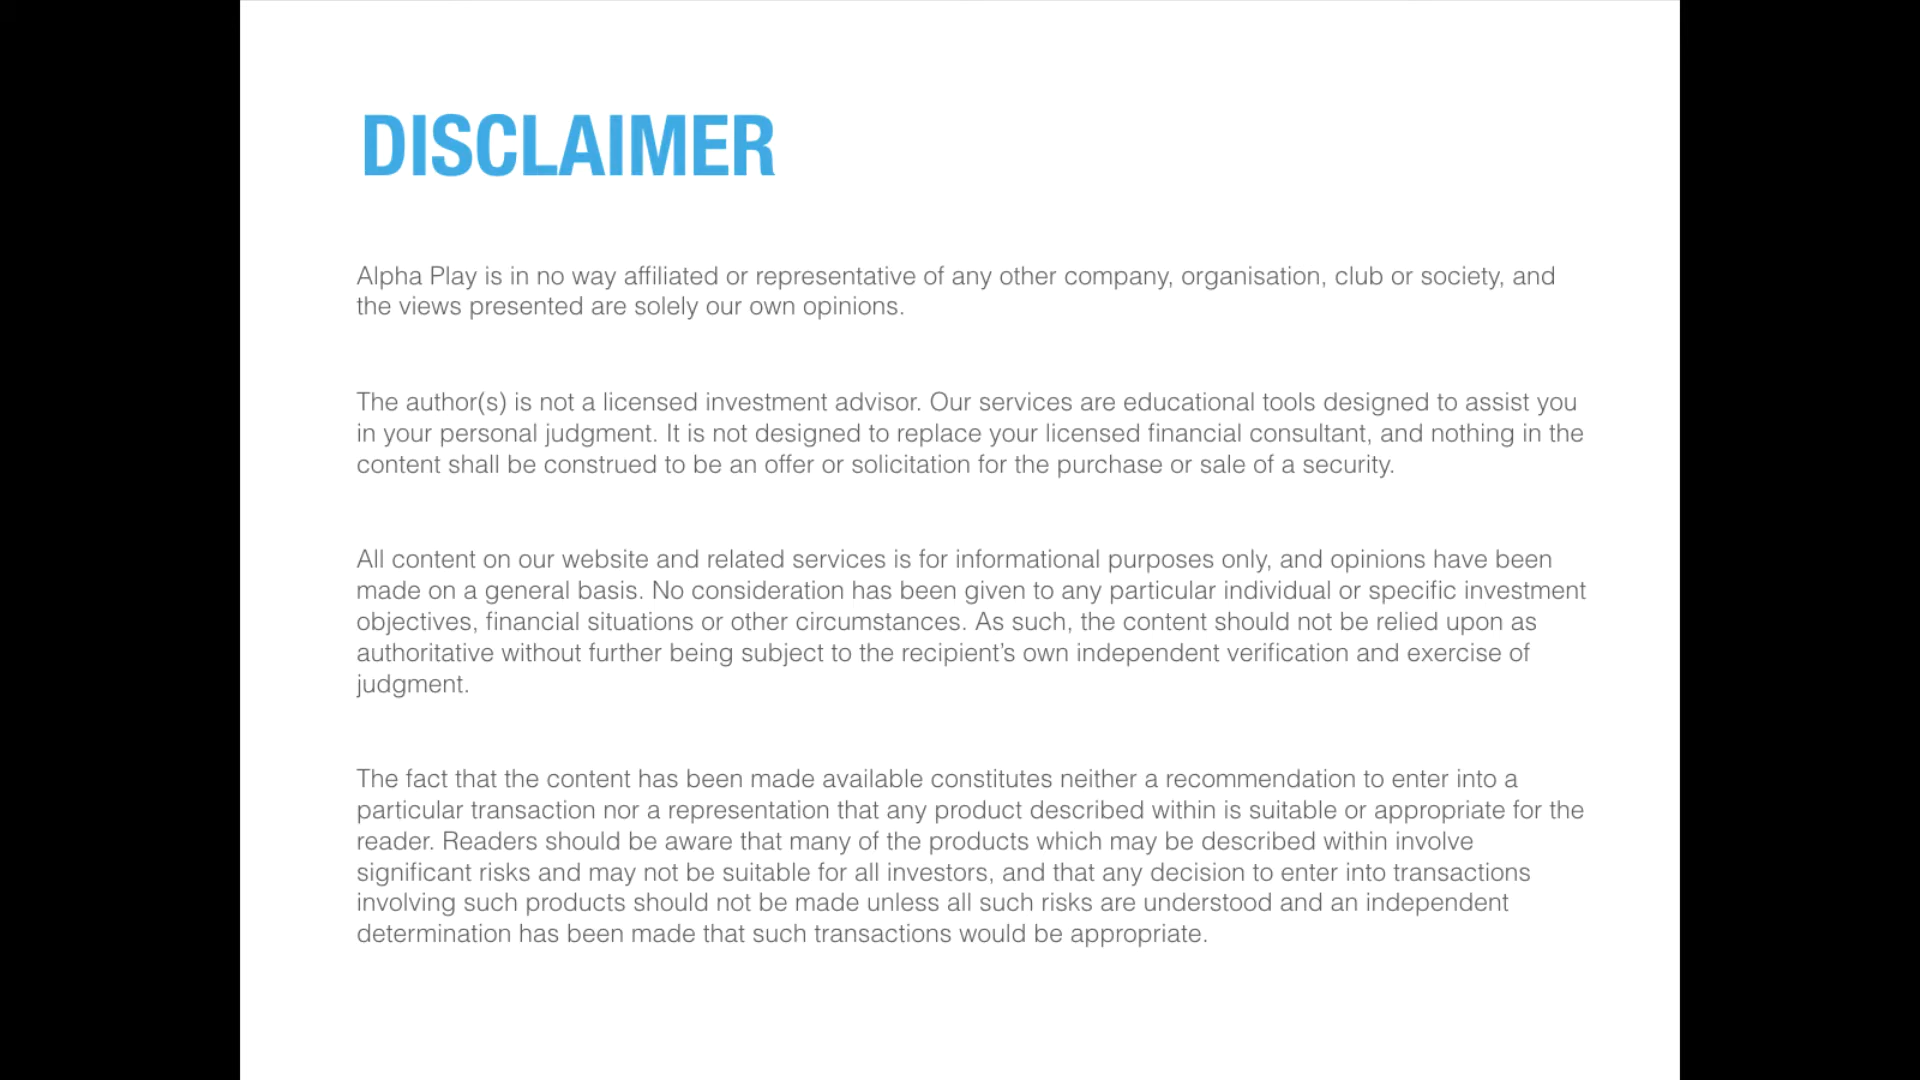 DISCLAIMER
Alpha Play is in no way affiliated or representative of any other company, organisation, club or society, and
the views presented are solely our own opinions.
The author(s) is not a licensed investment advisor. Our services are educational tools designed to assist you
in your personal judgment. It is not designed to replace your licensed financial consultant, and nothing in the
content shall be construed to be an offer or solicitation for the purchase or sale of a security.
All content on our website and related services is for informational purposes only, and opinions have been
made on a general basis. No consideration has been given to any particular individual or specific investment
objectives, financial situations or other circumstances. As such, the content should not be relied upon as
authoritative without further being subject to the recipient’s own independent verification and exercise of
judgment.
The fact that the content has been made available constitutes neither a recommendation to enter into a
particular transaction nor a representation that any product described within is suitable or appropriate for the
reader. Readers should be aware that many of the products which may be described within involve
significant risks and may not be suitable for all investors, and that any decision to enter into transactions
involving such products should not be made unless all such risks are understood and an independent
determination has been made that such transactions would be appropriate.